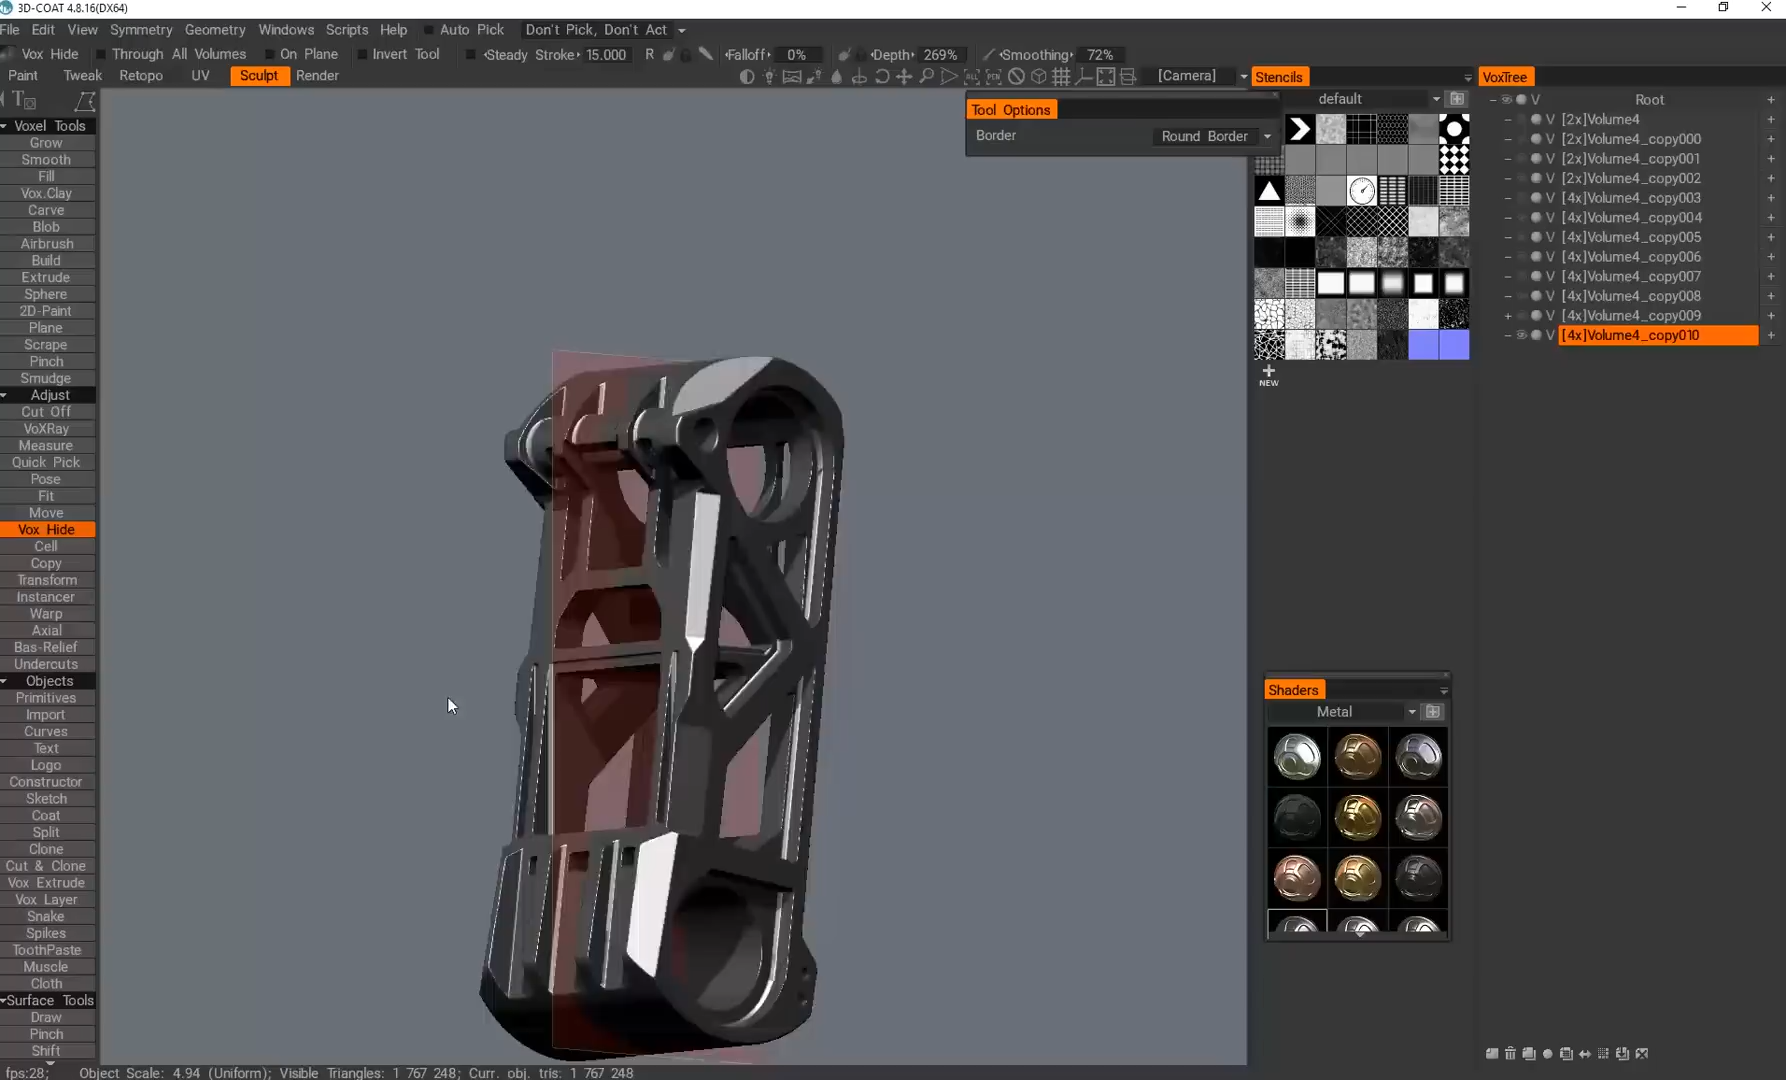 3D-COAT 4.8.16(DX64)
File Edit View Symmetry Geometry Windows Scripts Help Auto Pick Don't Pick, Don't Act
Vox Hide Through All Volumes On Plane Invert Tool Steady Stroke 15.000 R Falloff 0% Depth 269% Smoothing 72%
Paint Tweak Retopo UV Sculpt Render [Camera] Stencils VoxTree
Tool Options
Border Round Border
default
NEW
Root
[2x]Volume4
[2x]Volume4_copy000
[2x]Volume4_copy001
[2x]Volume4_copy002
[4x]Volume4_copy003
[4x]Volume4_copy004
[4x]Volume4_copy005
[4x]Volume4_copy006
[4x]Volume4_copy007
[4x]Volume4_copy008
[4x]Volume4_copy009
[4x]Volume4_copy010
Voxel Tools
Grow
Smooth
Fill
Vox.Clay
Carve
Blob
Airbrush
Build
Extrude
Sphere
2D-Paint
Plane
Scrape
Pinch
Smudge
Adjust
Cut Off
VoXRay
Measure
Quick Pick
Pose
Fit
Move
Vox Hide
Cell
Copy
Transform
Instancer
Warp
Axial
Bas-Relief
Undercuts
Objects
Primitives
Import
Curves
Text
Logo
Constructor
Sketch
Coat
Split
Clone
Cut & Clone
Vox Extrude
Vox Layer
Snake
Spikes
ToothPaste
Muscle
Cloth
Surface Tools
Draw
Pinch
Shift
Shaders
Metal
fps:28; Object Scale: 4.94 (Uniform); Visible Triangles: 1 767 248; Curr. obj. tris: 1 767 248